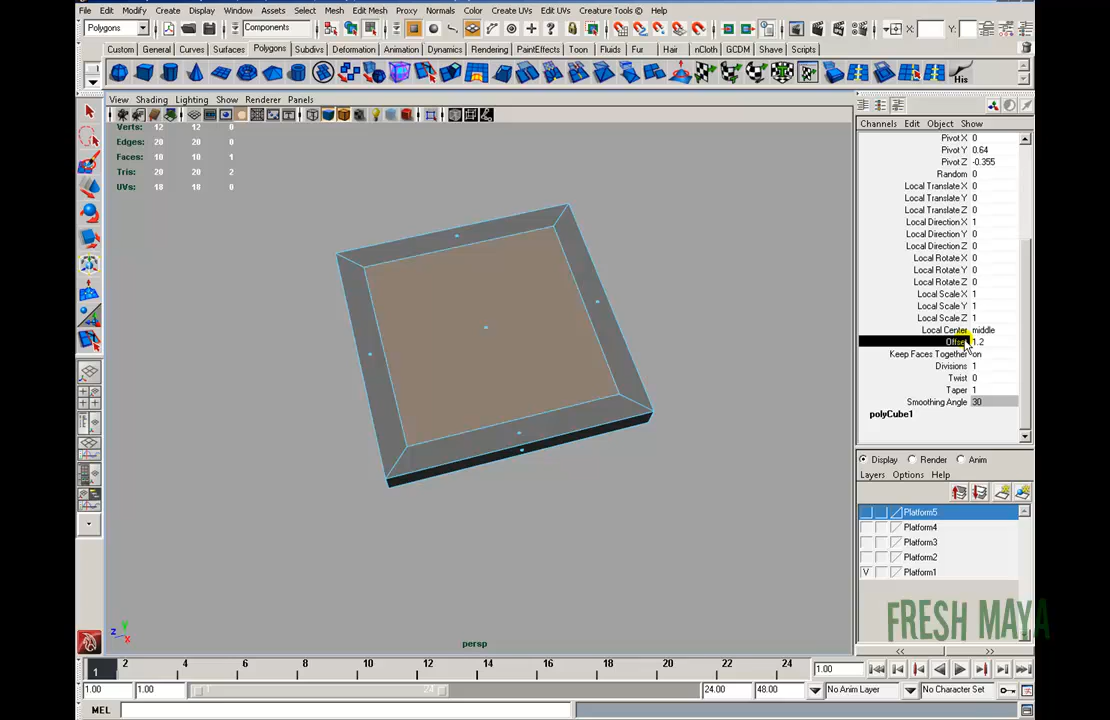 File Edit Modify Create Display Window Assets Select Mesh Edit Mesh Proxy Normals Color Create UVs Edit UVs Creature Tools Help
Polygons Components X: Y:
Custom General Curves Surfaces Polygons Subdivs Deformation Animation Dynamics Rendering PaintEffects Toon Fluids Fur Hair nCloth GCDM Shave Scripts
His
View Shading Lighting Show Renderer Panels
Verts: 12 12 0
Edges: 20 20 0
Faces: 10 10 1
Tris: 20 20 2
UVs: 18 18 0
persp
Channels Edit Object Show
Pivot X 0
Pivot Y 0.64
Pivot Z -0.355
Random 0
Local Translate X 0
Local Translate Y 0
Local Translate Z 0
Local Direction X 1
Local Direction Y 0
Local Direction Z 0
Local Rotate X 0
Local Rotate Y 0
Local Rotate Z 0
Local Scale X 1
Local Scale Y 1
Local Scale Z 1
Local Center middle
Offset 1.2
Keep Faces Together on
Divisions 1
Twist 0
Taper 1
Smoothing Angle 30
polyCube1
Display Render Anim
Layers Options Help
Platform5
Platform4
Platform3
Platform2
V Platform1
FRESH MAYA
1 2 4 6 8 10 12 14 16 18 20 22 24 1.00
1.00 1.00 1 24 24.00 48.00 No Anim Layer No Character Set
MEL